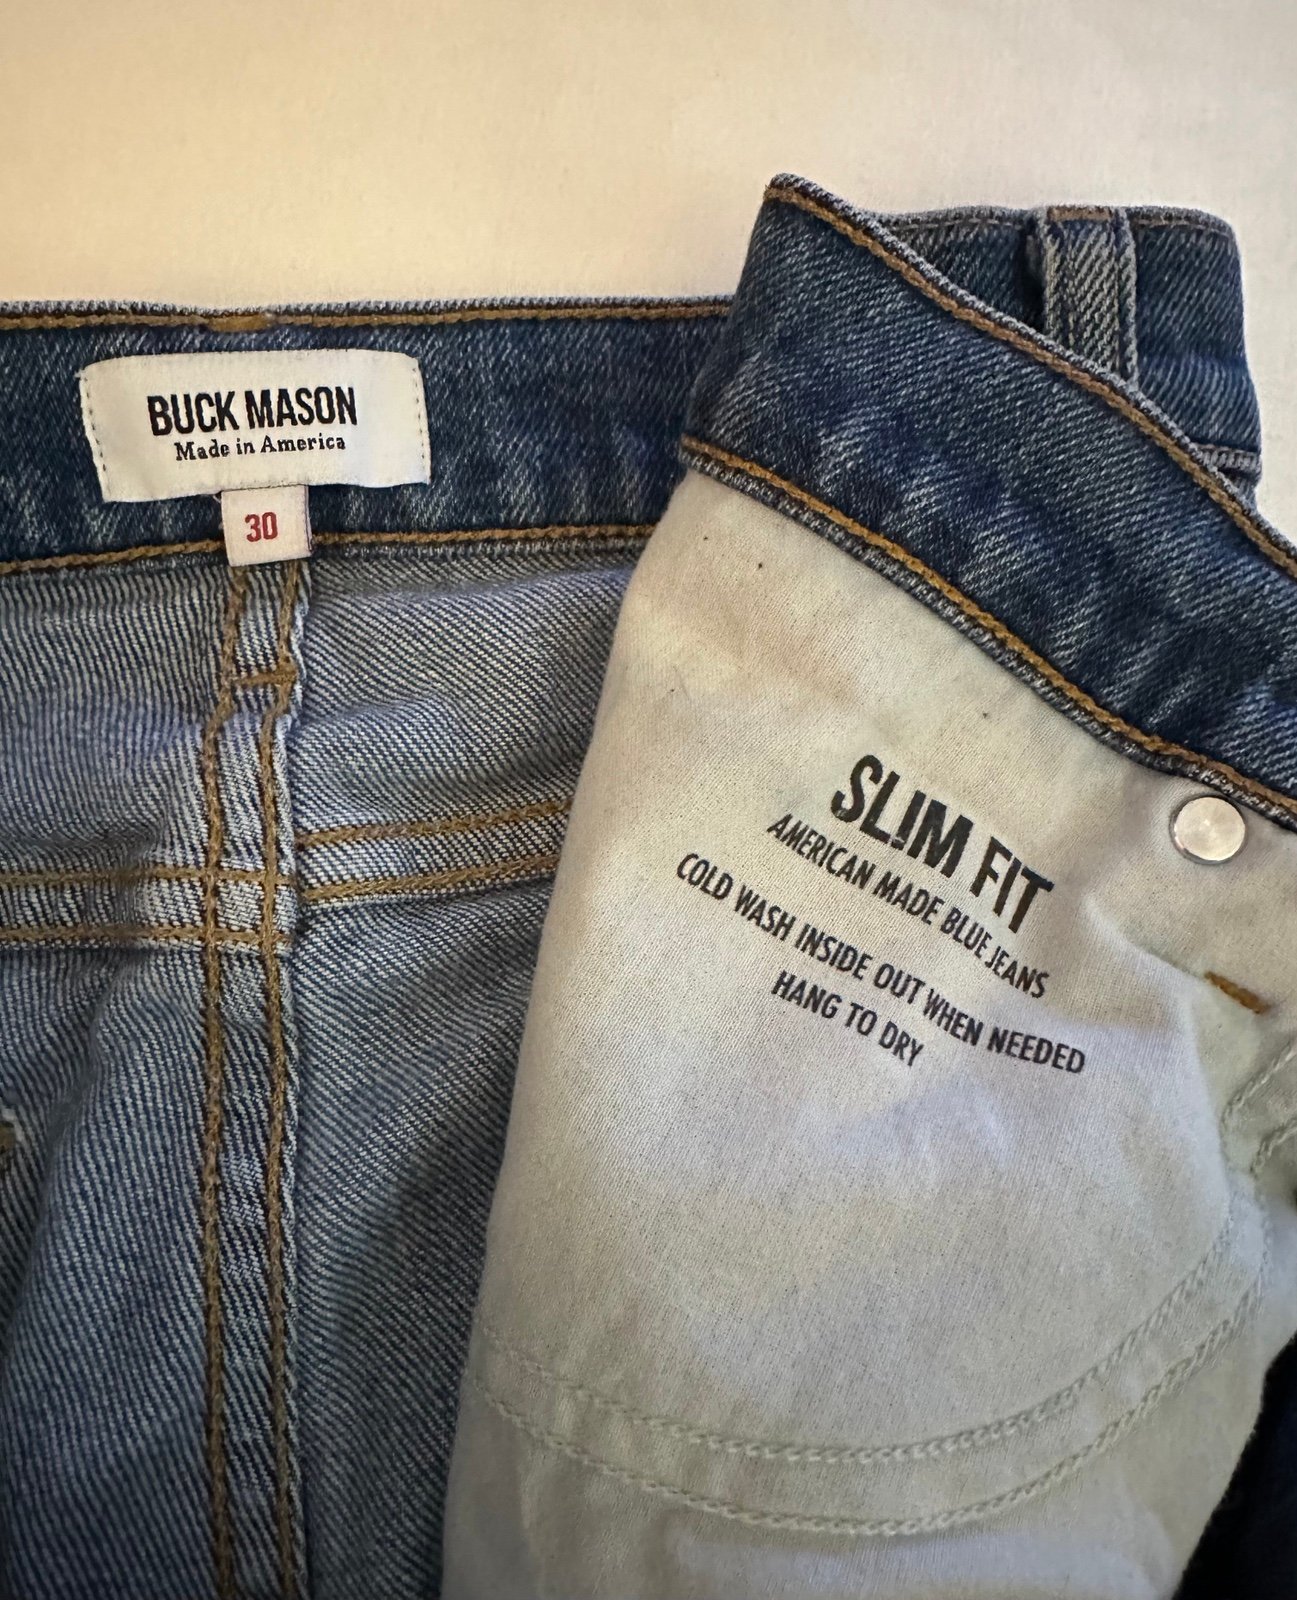 BUCK MASON
Made in America
30
SLIM FIT
AMERICAN MADE BLUE JEANS
COLD WASH INSIDE OUT WHEN NEEDED
HANG TO DRY